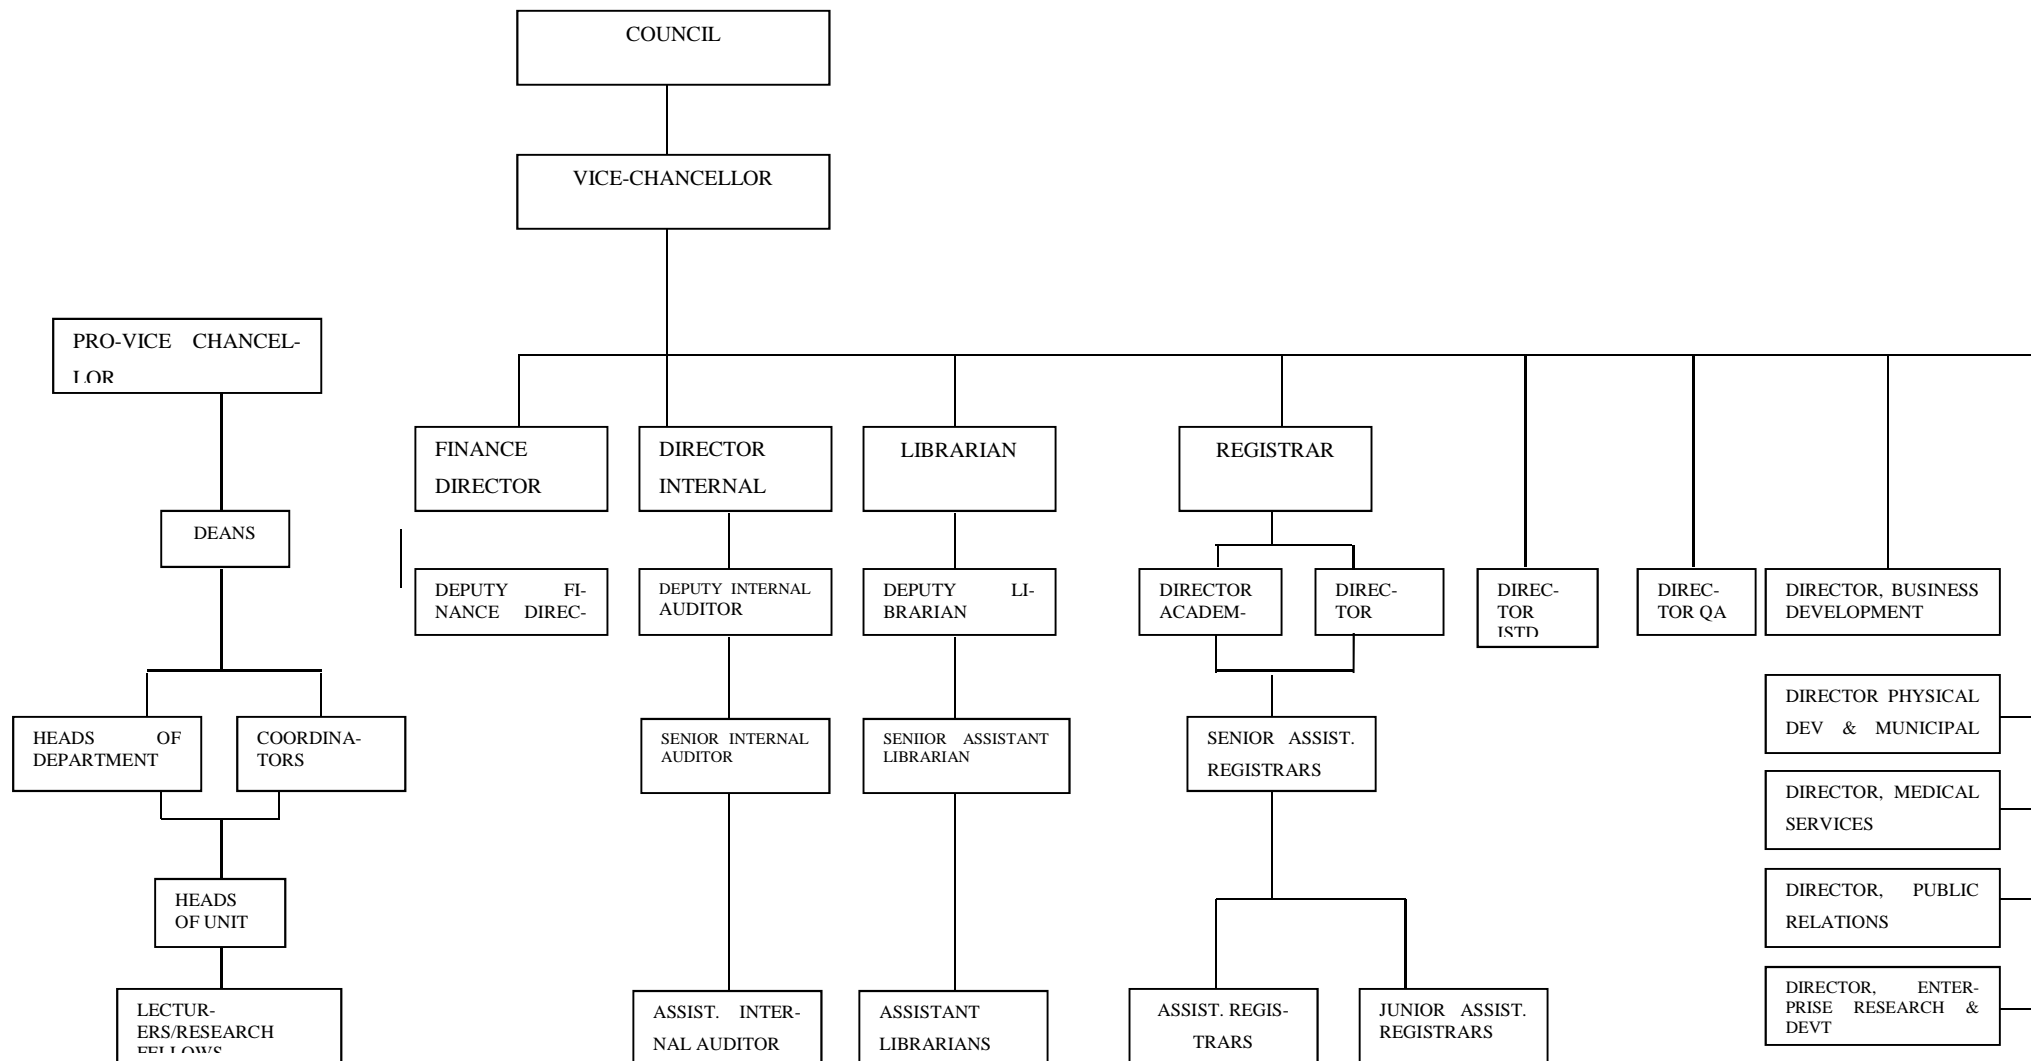 COUNCIL
VICE-CHANCELLOR
PRO-VICE CHANCEL-
LOR
FINANCE
DIRECTOR
DIRECTOR
INTERNAL
LIBRARIAN
REGISTRAR
DEANS
DEPUTY FI-
NANCE DIREC-
DEPUTY INTERNAL
AUDITOR
DEPUTY LI-
BRARIAN
DIRECTOR
ACADEM-
DIREC-
TOR
DIREC-
TOR
ISTD
DIREC-
TOR QA
DIRECTOR, BUSINESS
DEVELOPMENT
DIRECTOR PHYSICAL
DEV & MUNICIPAL
HEADS OF
DEPARTMENT
COORDINA-
TORS
SENIOR INTERNAL
AUDITOR
SENIIOR ASSISTANT
LIBRARIAN
SENIOR ASSIST.
REGISTRARS
DIRECTOR, MEDICAL
SERVICES
HEADS
OF UNIT
DIRECTOR, PUBLIC
RELATIONS
LECTUR-
ERS/RESEARCH
FELLOWS
ASSIST. INTER-
NAL AUDITOR
ASSISTANT
LIBRARIANS
ASSIST. REGIS-
TRARS
JUNIOR ASSIST.
REGISTRARS
DIRECTOR, ENTER-
PRISE RESEARCH &
DEVT